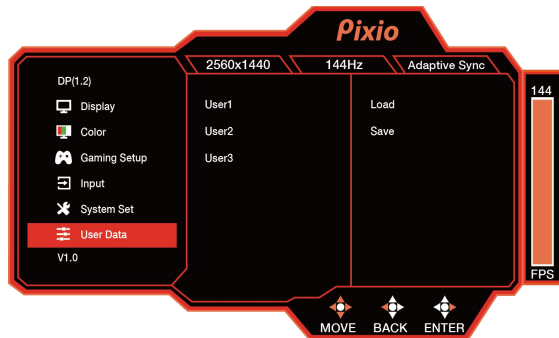 Pixio
2560x1440 144Hz Adaptive Sync
DP(1.2)
Display
Color
Gaming Setup
Input
System Set
User Data
V1.0
User1
User2
User3
Load
Save
144
FPS
MOVE BACK ENTER